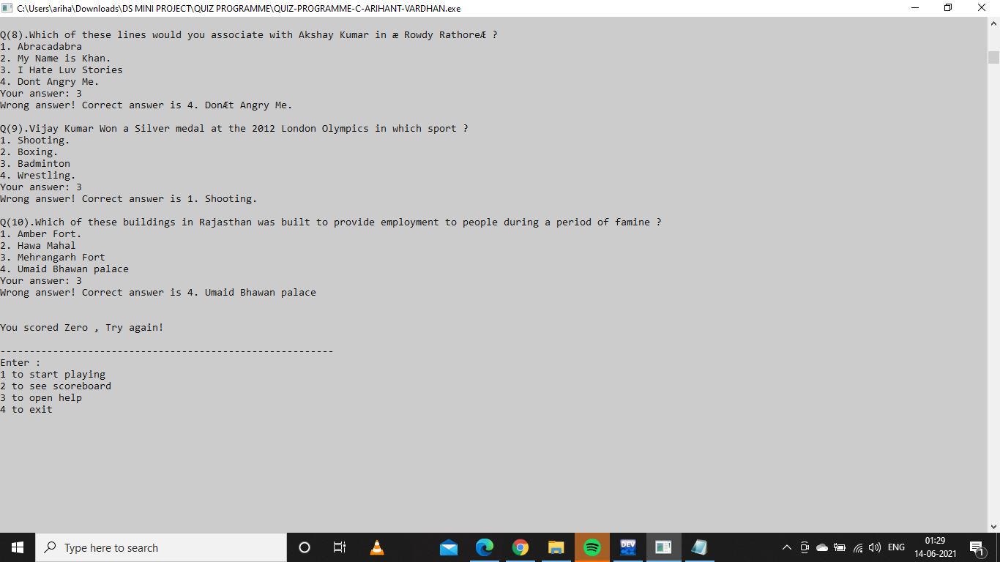 C:\Users\ariha\Downloads\DS MINI PROJECT\QUIZ PROGRAMME\QUIZ-PROGRAMME-C-ARIHANT-VARDHAN.exe
Q(8).Which of these lines would you associate with Akshay Kumar in æ Rowdy RathoreÆ ?
1. Abracadabra
2. My Name is Khan.
3. I Hate Luv Stories
4. Dont Angry Me.
Your answer: 3
Wrong answer! Correct answer is 4. DonÆt Angry Me.
Q(9).Vijay Kumar Won a Silver medal at the 2012 London Olympics in which sport ?
1. Shooting.
2. Boxing.
3. Badminton
4. Wrestling.
Your answer: 3
Wrong answer! Correct answer is 1. Shooting.
Q(10).Which of these buildings in Rajasthan was built to provide employment to people during a period of famine ?
1. Amber Fort.
2. Hawa Mahal
3. Mehrangarh Fort
4. Umaid Bhawan palace
Your answer: 3
Wrong answer! Correct answer is 4. Umaid Bhawan palace
You scored Zero , Try again!
---------------------------------------------------------
Enter :
1 to start playing
2 to see scoreboard
3 to open help
4 to exit
Type here to search
DEV
ENG
01:29
14-06-2021
1